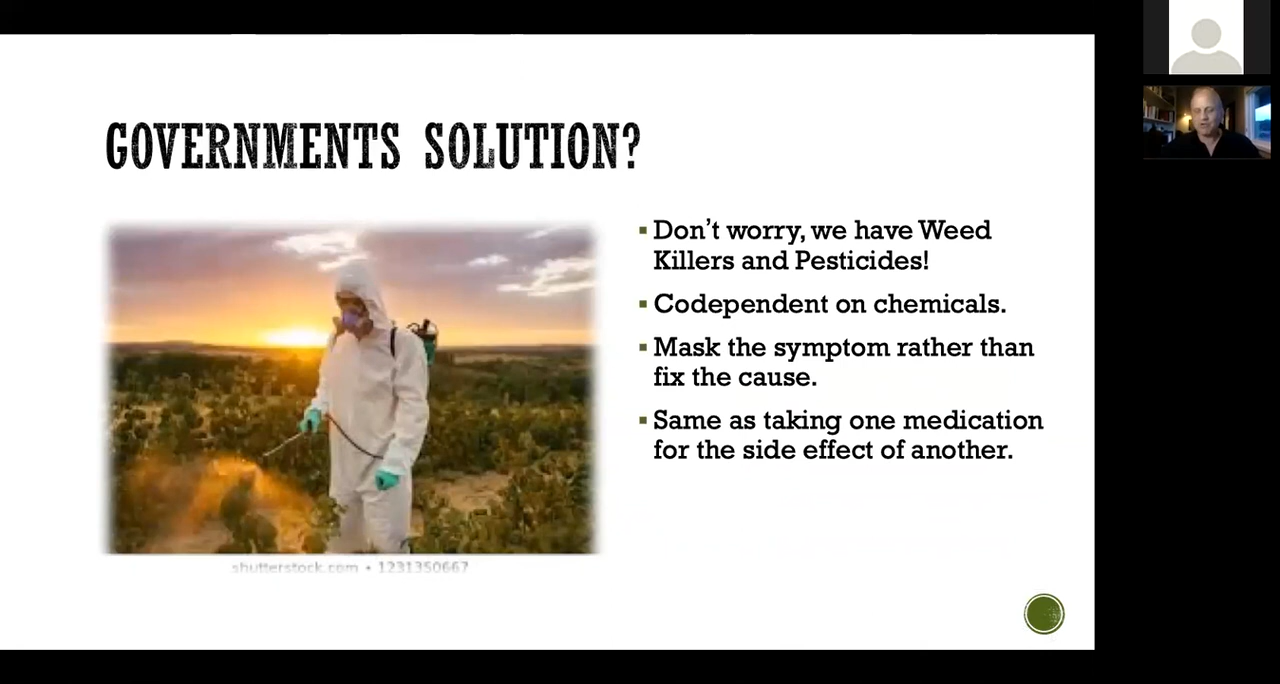 GOVERNMENTS SOLUTION?
Don't worry, we have Weed
Killers and Pesticides!
Codependent on chemicals.
Mask the symptom rather than
fix the cause.
Same as taking one medication
for the side effect of another.
shutterstock.com • 1231350667